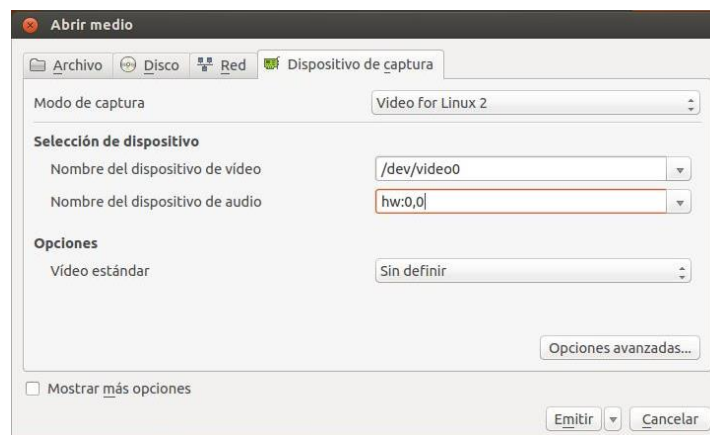 Abrir medio
Archivo Disco Red Dispositivo de captura
Modo de captura Video for Linux 2
Selección de dispositivo
Nombre del dispositivo de vídeo /dev/video0
Nombre del dispositivo de audio hw:0,0
Opciones
Vídeo estándar Sin definir
Opciones avanzadas...
Mostrar más opciones
Emitir Cancelar